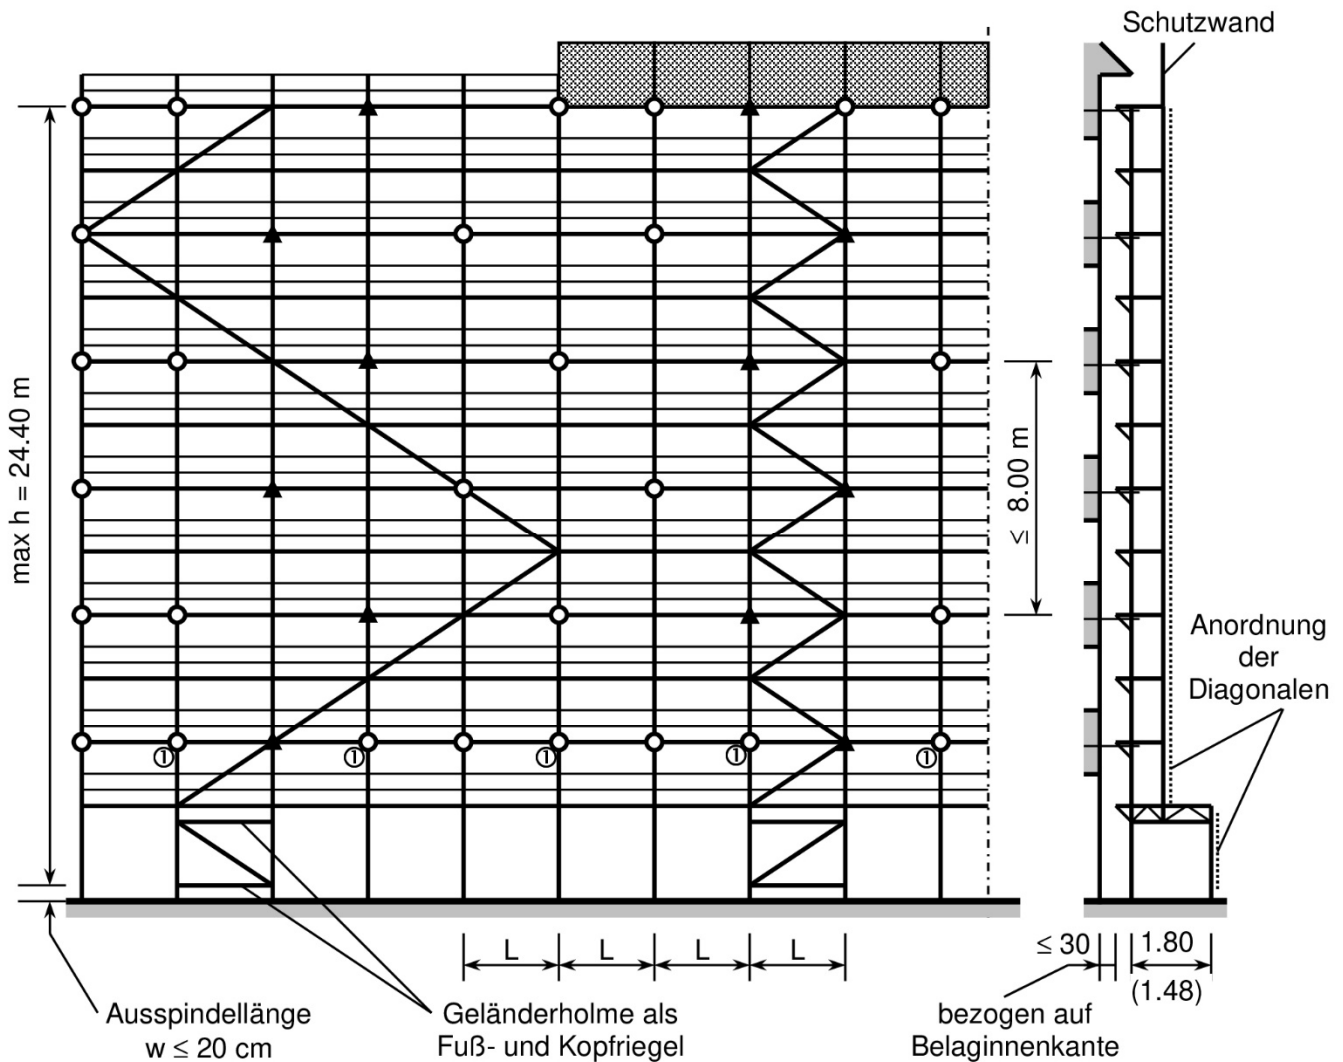 Schutzwand
max h = 24.40 m
≤ 8.00 m
Anordnung
der
Diagonalen
① ① ① ① ①
L L L L
≤ 30
1.80
(1.48)
Ausspindellänge
w ≤ 20 cm
Geländerholme als
Fuß- und Kopfriegel
bezogen auf
Belaginnenkante